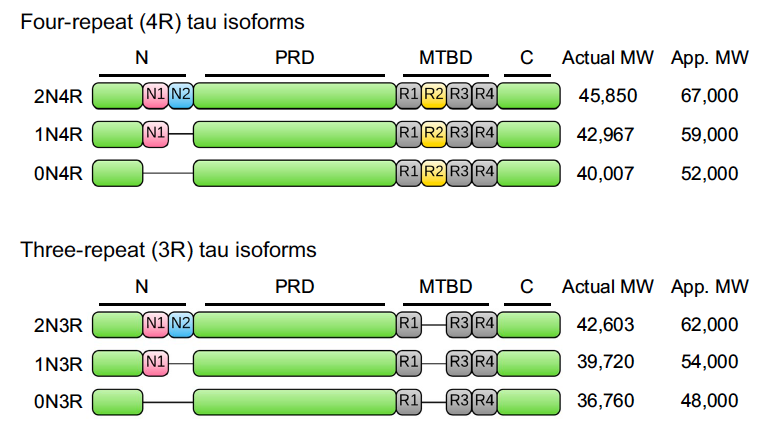 Four-repeat (4R) tau isoforms
N PRD MTBD C Actual MW App. MW
2N4R N1 N2 R1 R2 R3 R4 45,850 67,000
1N4R N1 R1 R2 R3 R4 42,967 59,000
0N4R R1 R2 R3 R4 40,007 52,000
Three-repeat (3R) tau isoforms
N PRD MTBD C Actual MW App. MW
2N3R N1 N2 R1 R3 R4 42,603 62,000
1N3R N1 R1 R3 R4 39,720 54,000
0N3R R1 R3 R4 36,760 48,000